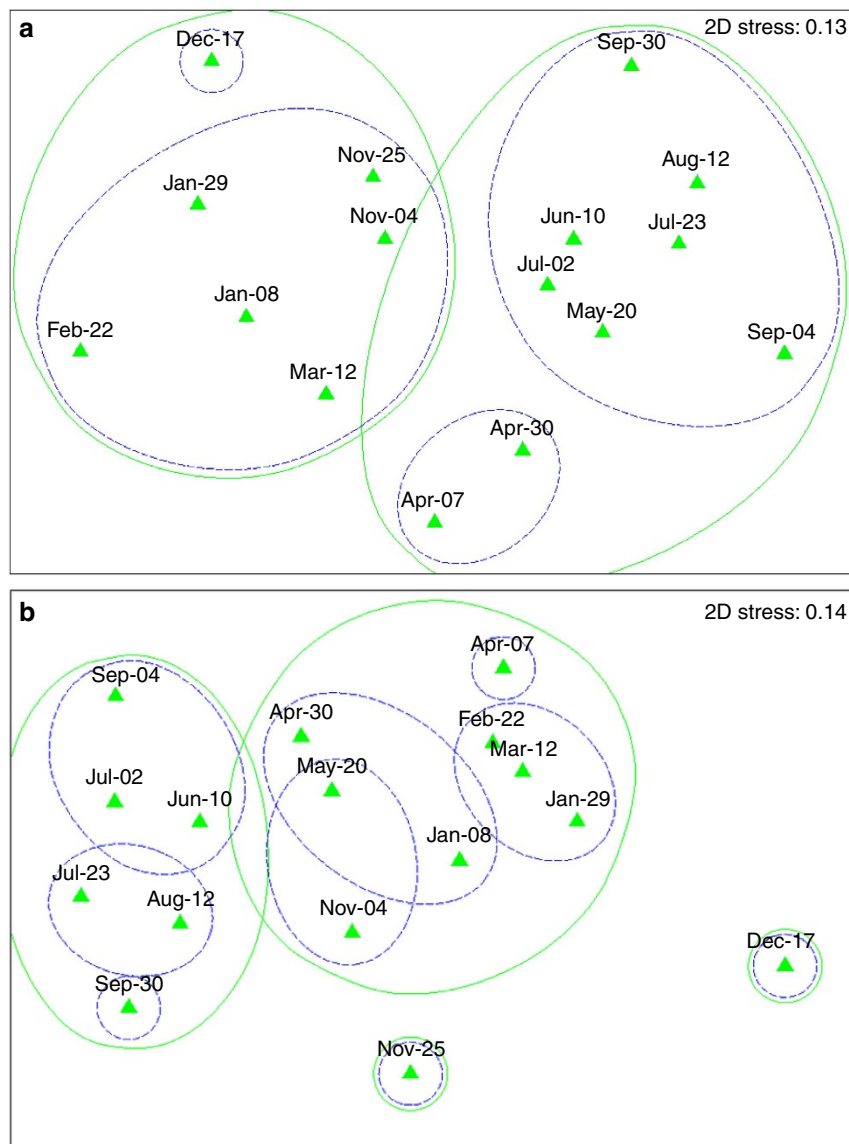 a
2D stress: 0.13
Dec-17
Sep-30
Nov-25
Jan-29
Aug-12
Nov-04
Jun-10
Jul-23
Jul-02
Jan-08
May-20
Feb-22
Sep-04
Mar-12
Apr-30
Apr-07
b
2D stress: 0.14
Apr-07
Sep-04
Apr-30
Feb-22
Mar-12
May-20
Jul-02
Jun-10
Jan-29
Jan-08
Jul-23
Aug-12
Nov-04
Dec-17
Sep-30
Nov-25